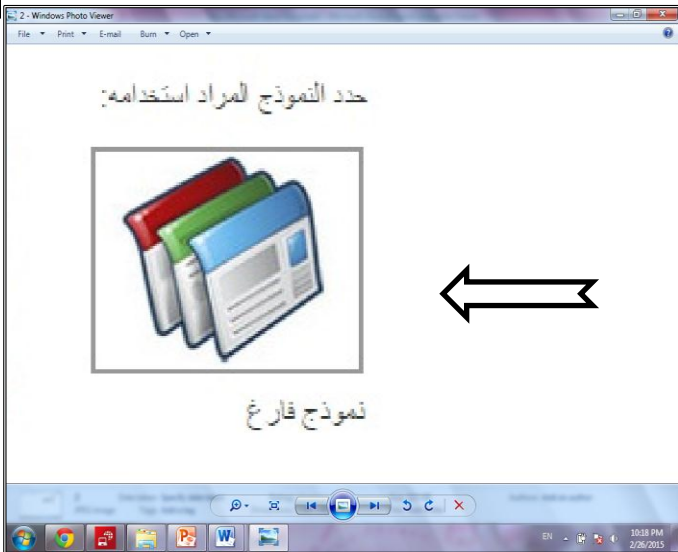 2 - Windows Photo Viewer
File Print E-mail Burn Open
حدد النموذج المراد استخدامه:
نموذج فارغ
EN
10:18 PM
2/26/2015